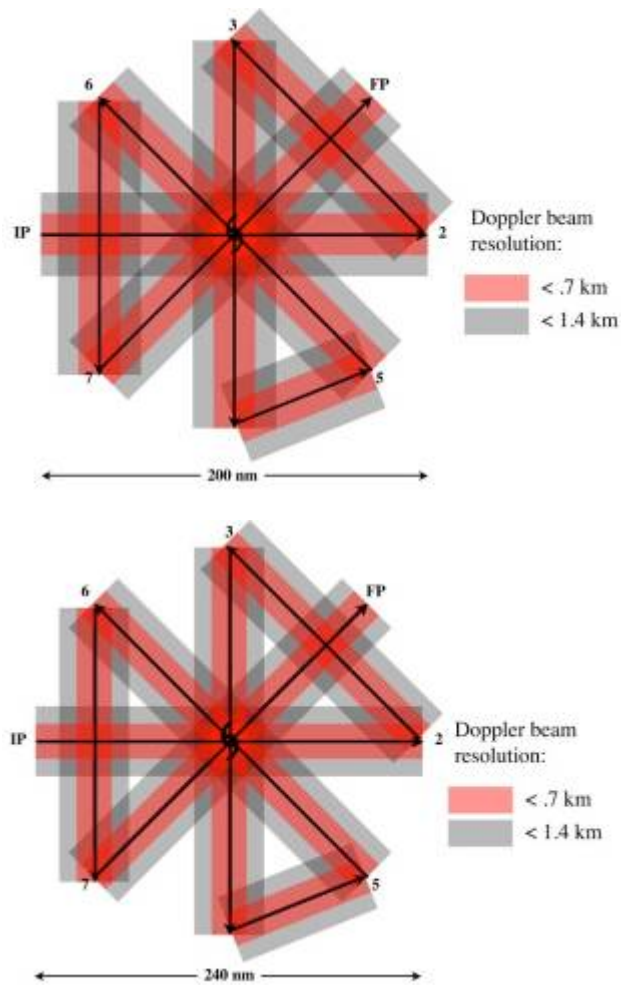 3
6
FP
IP
2
Doppler beam
resolution:
< .7 km
< 1.4 km
7
5
200 nm
3
6
FP
IP
2
Doppler beam
resolution:
< .7 km
< 1.4 km
7
5
240 nm